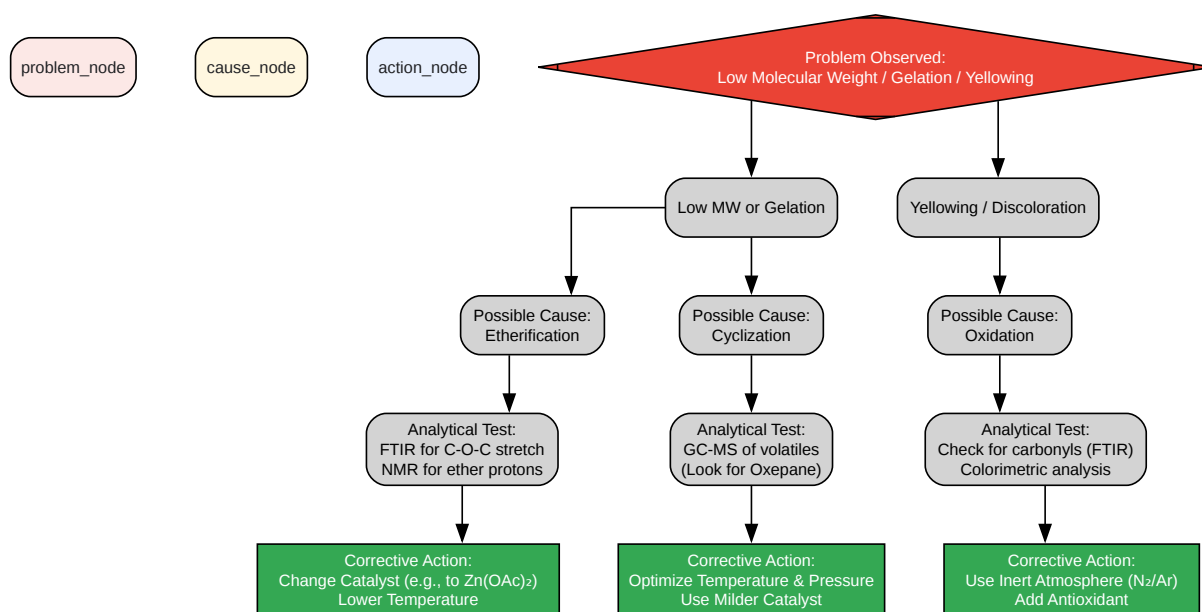 problem_node
cause_node
action_node
Problem Observed:
Low Molecular Weight / Gelation / Yellowing
Low MW or Gelation
Yellowing / Discoloration
Possible Cause:
Etherification
Possible Cause:
Cyclization
Possible Cause:
Oxidation
Analytical Test:
FTIR for C-O-C stretch
NMR for ether protons
Analytical Test:
GC-MS of volatiles
(Look for Oxepane)
Analytical Test:
Check for carbonyls (FTIR)
Colorimetric analysis
Corrective Action:
Change Catalyst (e.g., to Zn(OAc)₂)
Lower Temperature
Corrective Action:
Optimize Temperature & Pressure
Use Milder Catalyst
Corrective Action:
Use Inert Atmosphere (N₂/Ar)
Add Antioxidant